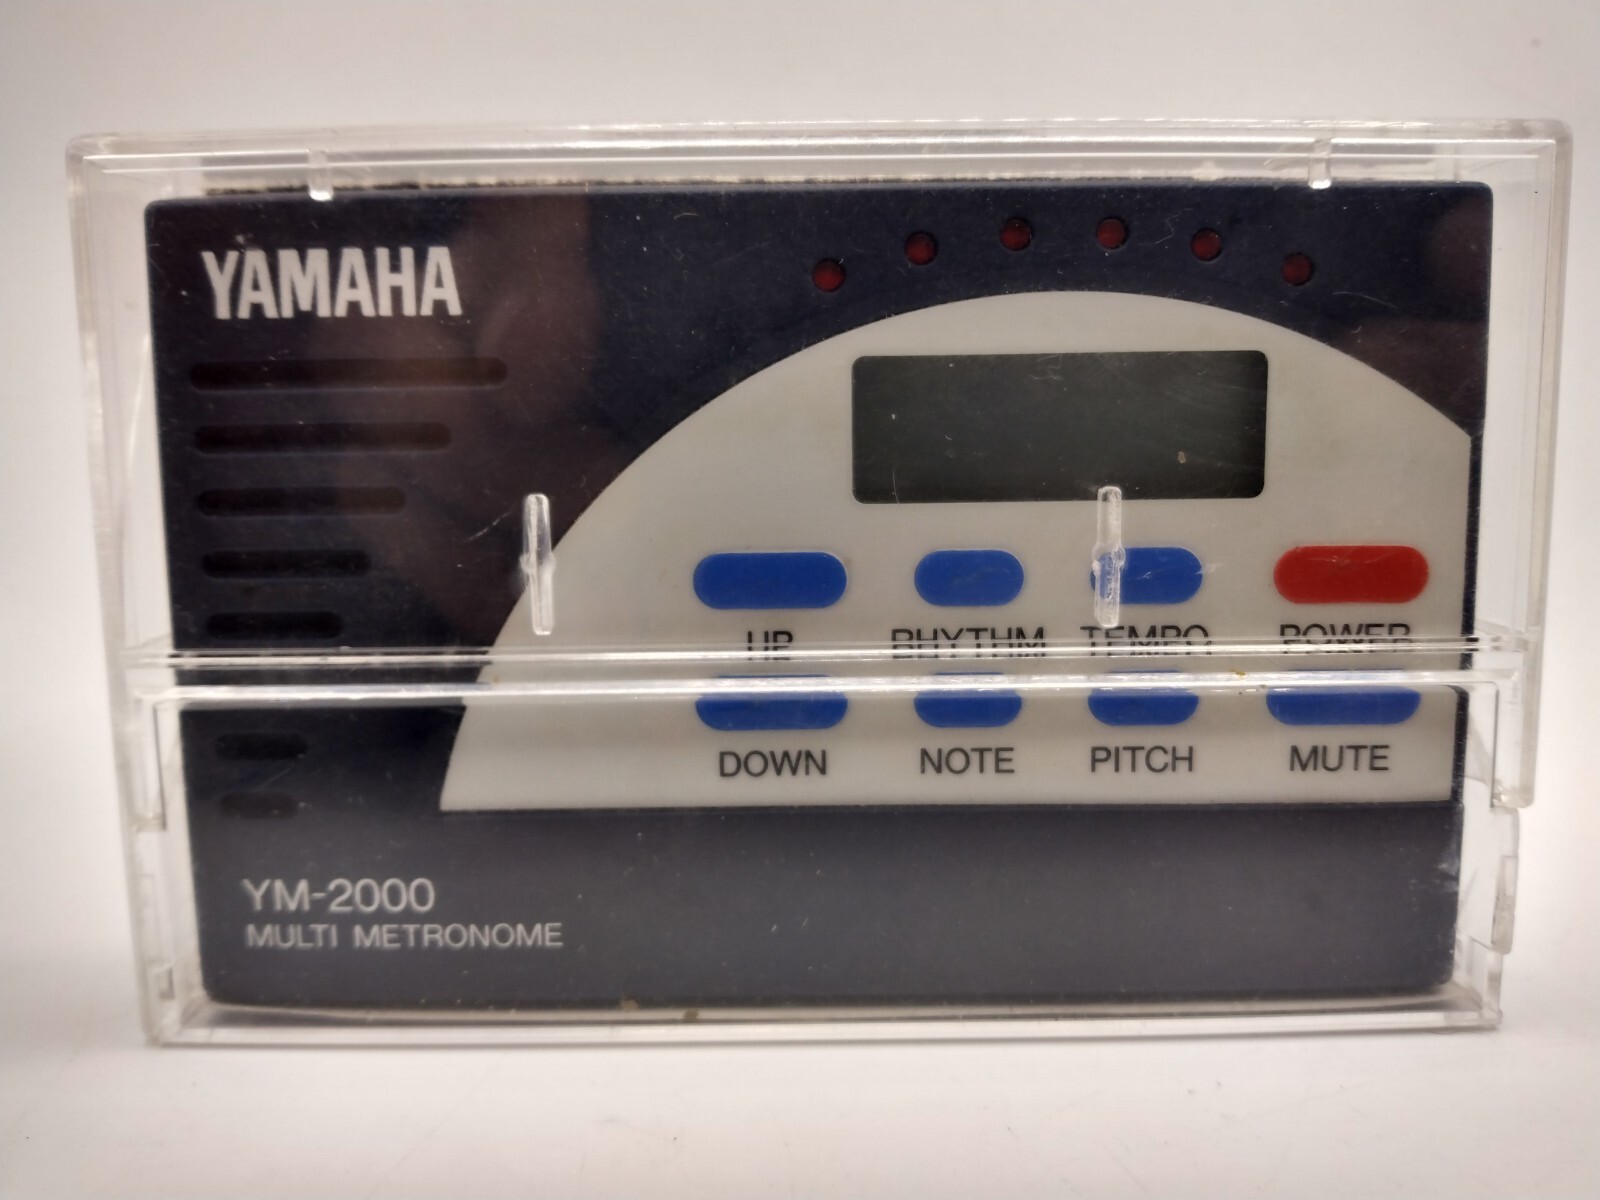 YAMAHA
UP RHYTHM TEMPO POWER
DOWN NOTE PITCH MUTE
YM-2000
MULTI METRONOME